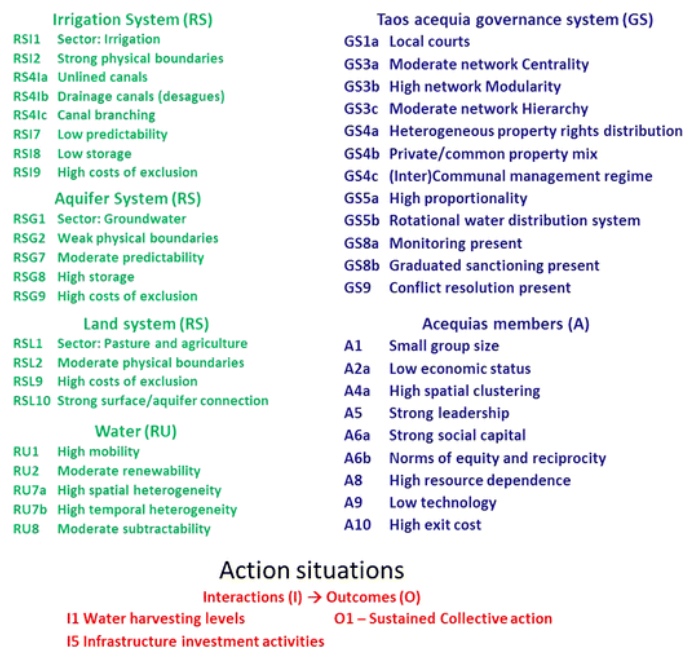 Irrigation System (RS)
RSI1 Sector: Irrigation
RSI2 Strong physical boundaries
RS4Ia Unlined canals
RS4Ib Drainage canals (desagues)
RS4Ic Canal branching
RSI7 Low predictability
RSI8 Low storage
RSI9 High costs of exclusion
Aquifer System (RS)
RSG1 Sector: Groundwater
RSG2 Weak physical boundaries
RSG7 Moderate predictability
RSG8 High storage
RSG9 High costs of exclusion
Land system (RS)
RSL1 Sector: Pasture and agriculture
RSL2 Moderate physical boundaries
RSL9 High costs of exclusion
RSL10 Strong surface/aquifer connection
Water (RU)
RU1 High mobility
RU2 Moderate renewability
RU7a High spatial heterogeneity
RU7b High temporal heterogeneity
RU8 Moderate subtractability
Taos acequia governance system (GS)
GS1a Local courts
GS3a Moderate network Centrality
GS3b High network Modularity
GS3c Moderate network Hierarchy
GS4a Heterogeneous property rights distribution
GS4b Private/common property mix
GS4c (Inter)Communal management regime
GS5a High proportionality
GS5b Rotational water distribution system
GS8a Monitoring present
GS8b Graduated sanctioning present
GS9 Conflict resolution present
Acequias members (A)
A1 Small group size
A2a Low economic status
A4a High spatial clustering
A5 Strong leadership
A6a Strong social capital
A6b Norms of equity and reciprocity
A8 High resource dependence
A9 Low technology
A10 High exit cost
Action situations
Interactions (I) → Outcomes (O)
I1 Water harvesting levels O1 – Sustained Collective action
I5 Infrastructure investment activities